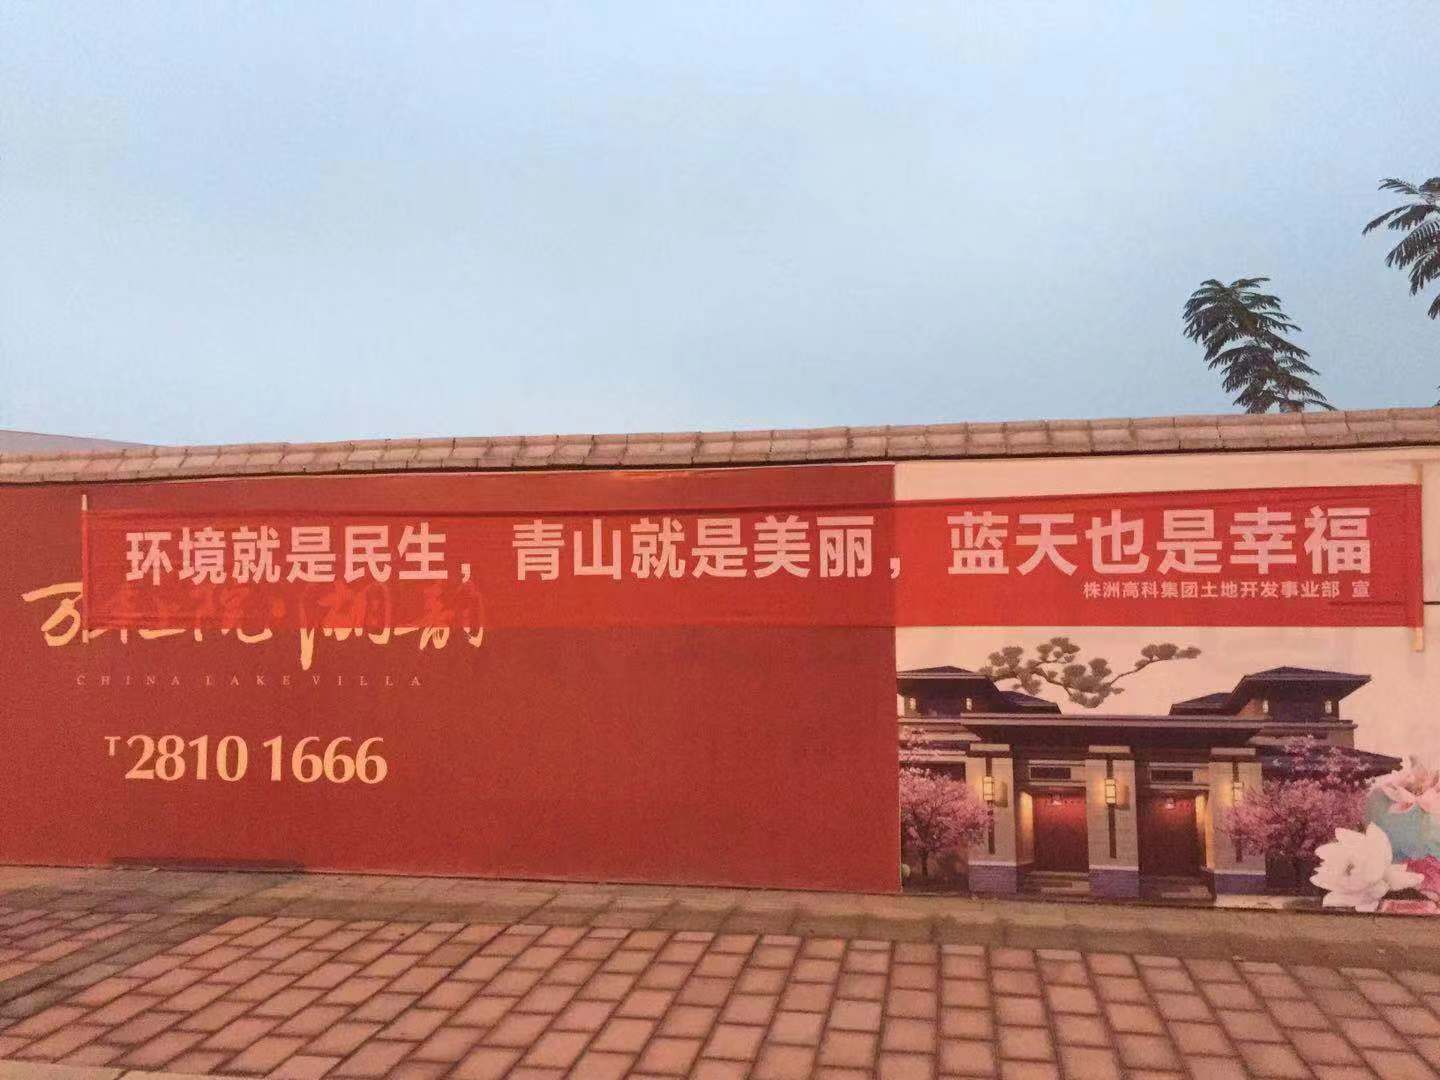 环境就是民生，青山就是美丽，蓝天也是幸福
株洲高科集团土地开发事业部 宣
CHINA LAKE VILLA
T 2810 1666